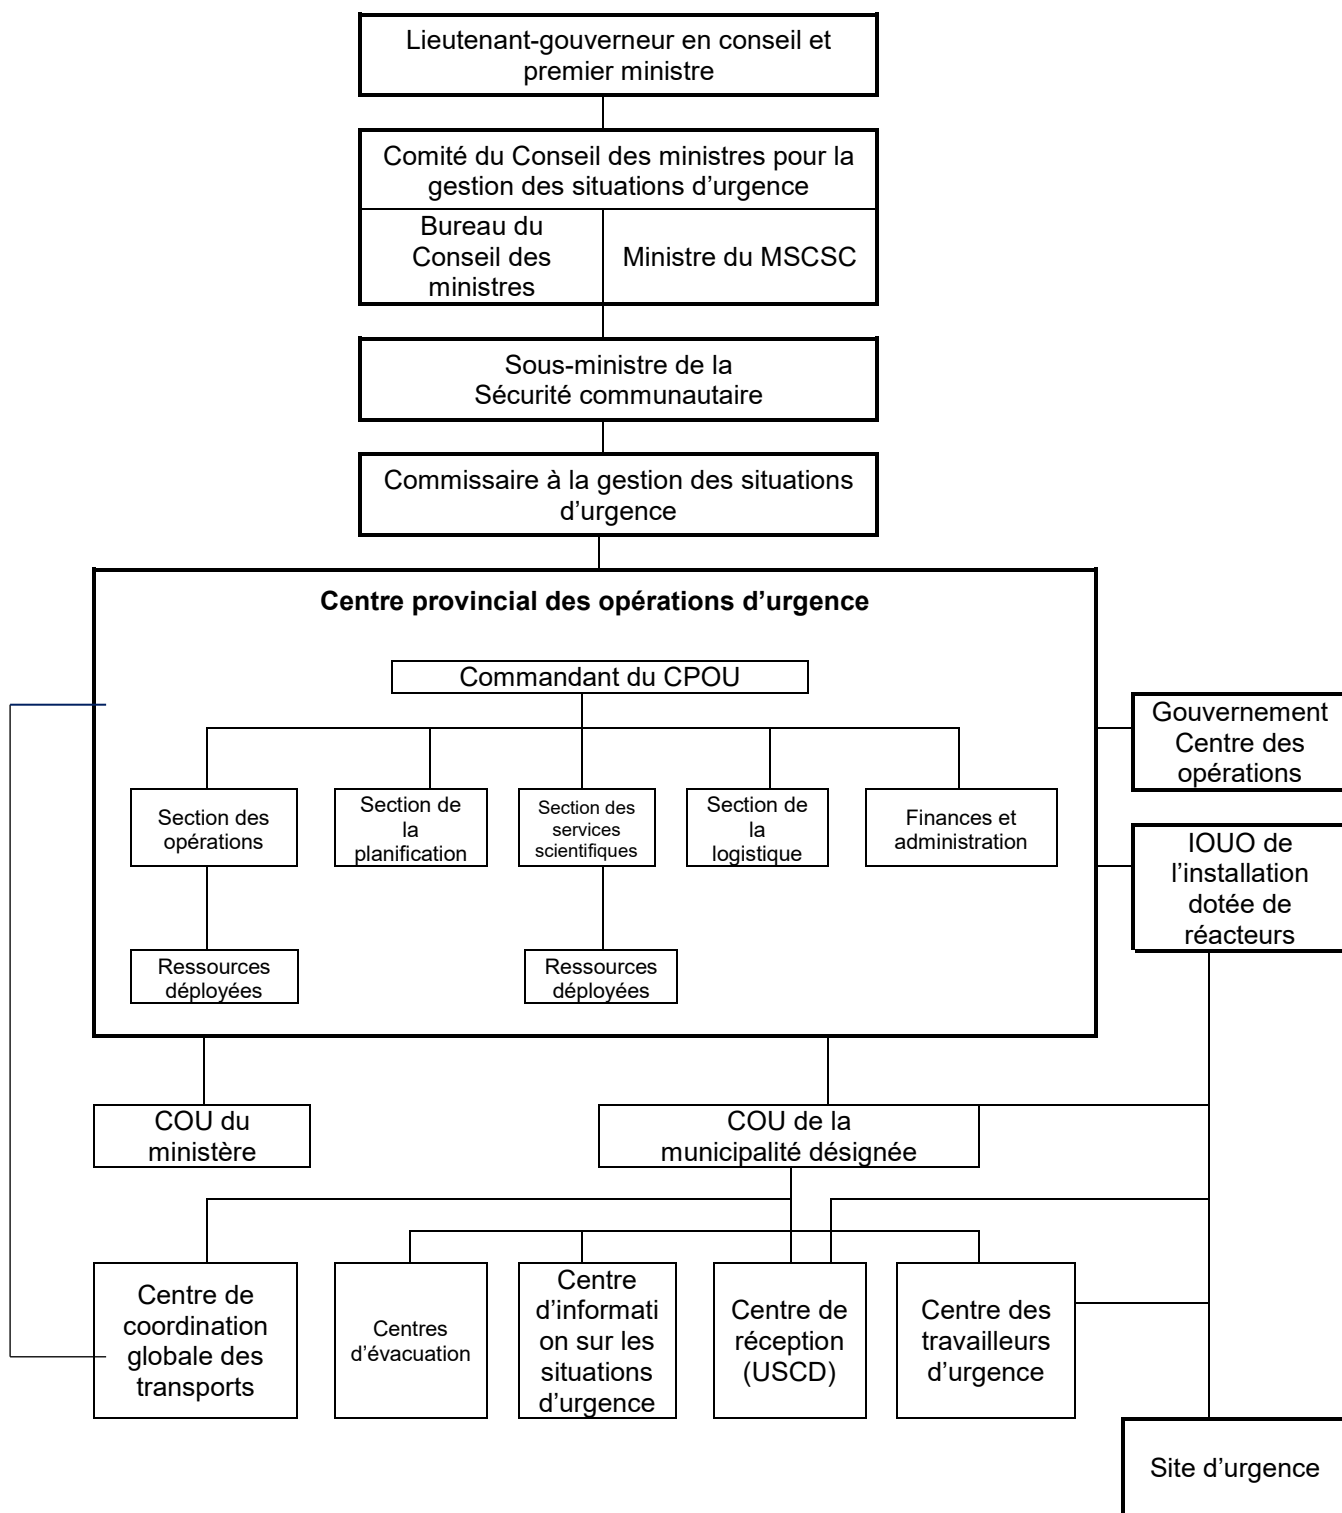 Lieutenant-gouverneur en conseil et
premier ministre
Comité du Conseil des ministres pour la
gestion des situations d’urgence
Bureau du
Conseil des
ministres
Ministre du MSCSC
Sous-ministre de la
Sécurité communautaire
Commissaire à la gestion des situations
d’urgence
Centre provincial des opérations d’urgence
Commandant du CPOU
Gouvernement
Centre des
opérations
Section des
opérations
Section de
la
planification
Section des
services
scientifiques
Section de
la
logistique
Finances et
administration
IOUO de
l’installation
dotée de
réacteurs
Ressources
déployées
Ressources
déployées
COU du
ministère
COU de la
municipalité désignée
Centre de
coordination
globale des
transports
Centres
d’évacuation
Centre
d’informati
on sur les
situations
d’urgence
Centre de
réception
(USCD)
Centre des
travailleurs
d’urgence
Site d’urgence